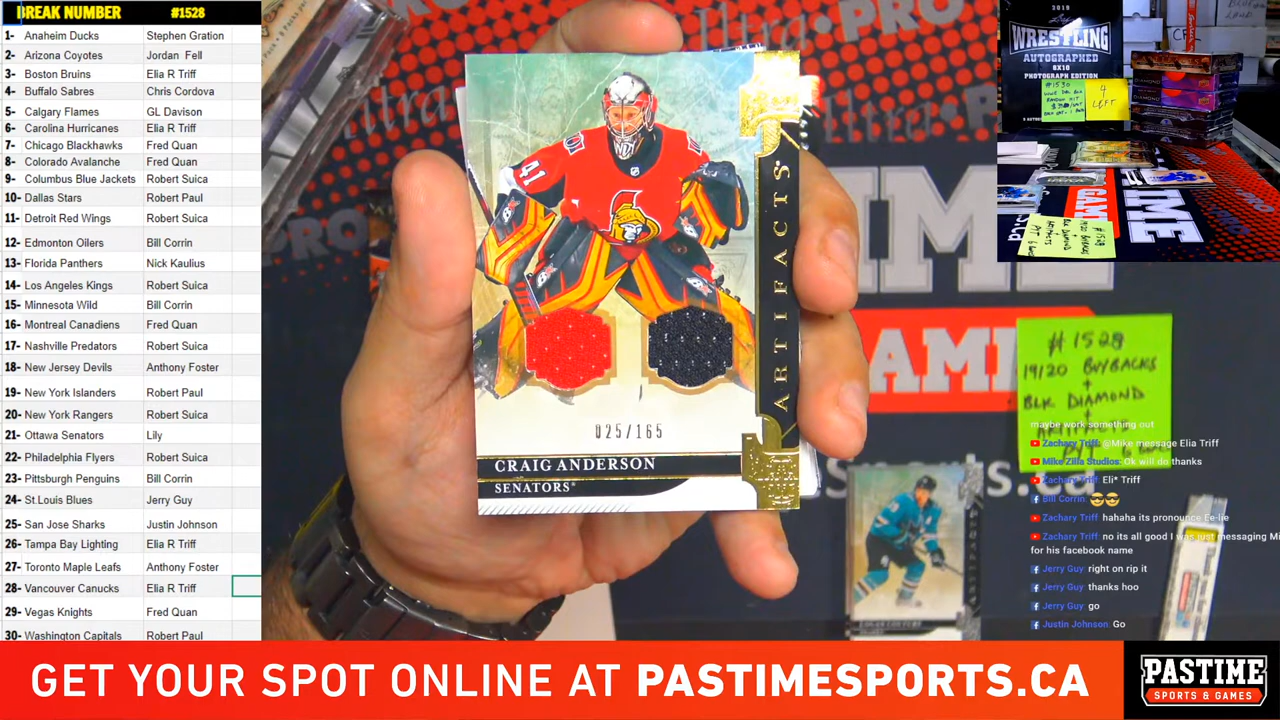 BREAK NUMBER #1528
1- Anaheim Ducks Stephen Gration
2- Arizona Coyotes Jordan Fell
3- Boston Bruins Elia R Triff
4- Buffalo Sabres Chris Cordova
5- Calgary Flames GL Davison
6- Carolina Hurricanes Elia R Triff
7- Chicago Blackhawks Fred Quan
8- Colorado Avalanche Fred Quan
9- Columbus Blue Jackets Robert Suica
10- Dallas Stars Robert Paul
11- Detroit Red Wings Robert Suica
12- Edmonton Oilers Bill Corrin
13- Florida Panthers Nick Kaulius
14- Los Angeles Kings Robert Suica
15- Minnesota Wild Bill Corrin
16- Montreal Canadiens Fred Quan
17- Nashville Predators Robert Suica
18- New Jersey Devils Anthony Foster
19- New York Islanders Robert Paul
20- New York Rangers Robert Suica
21- Ottawa Senators Lily
22- Philadelphia Flyers Robert Suica
23- Pittsburgh Penguins Bill Corrin
24- St.Louis Blues Jerry Guy
25- San Jose Sharks Justin Johnson
26- Tampa Bay Lighting Elia R Triff
27- Toronto Maple Leafs Anthony Foster
28- Vancouver Canucks Elia R Triff
29- Vegas Knights Fred Quan
30- Washington Capitals Robert Paul
41
ARTIFACTS
025/165
CRAIG ANDERSON
SENATORS
2019
Leaf
WRESTLING
AUTOGRAPHED
8X10
PHOTOGRAPH EDITION
#1530
4
LEFT
#1528
19/20 BUYBACKS
+
BLK DIAMOND
+
maybe work something out
Zachary Triff: @Mike message Elia Triff
Mike Zilla Studios: Ok will do thanks
Zachary Triff: Eli* Triff
Bill Corrin: 😎😎
Zachary Triff: hahaha its pronounce Ee-lie
Zachary Triff: no its all good I was just messaging Mi
for his facebook name
Jerry Guy: right on rip it
Jerry Guy: thanks hoo
Jerry Guy: go
Justin Johnson: Go
GET YOUR SPOT ONLINE AT PASTIMESPORTS.CA
PASTIME
SPORTS & GAMES